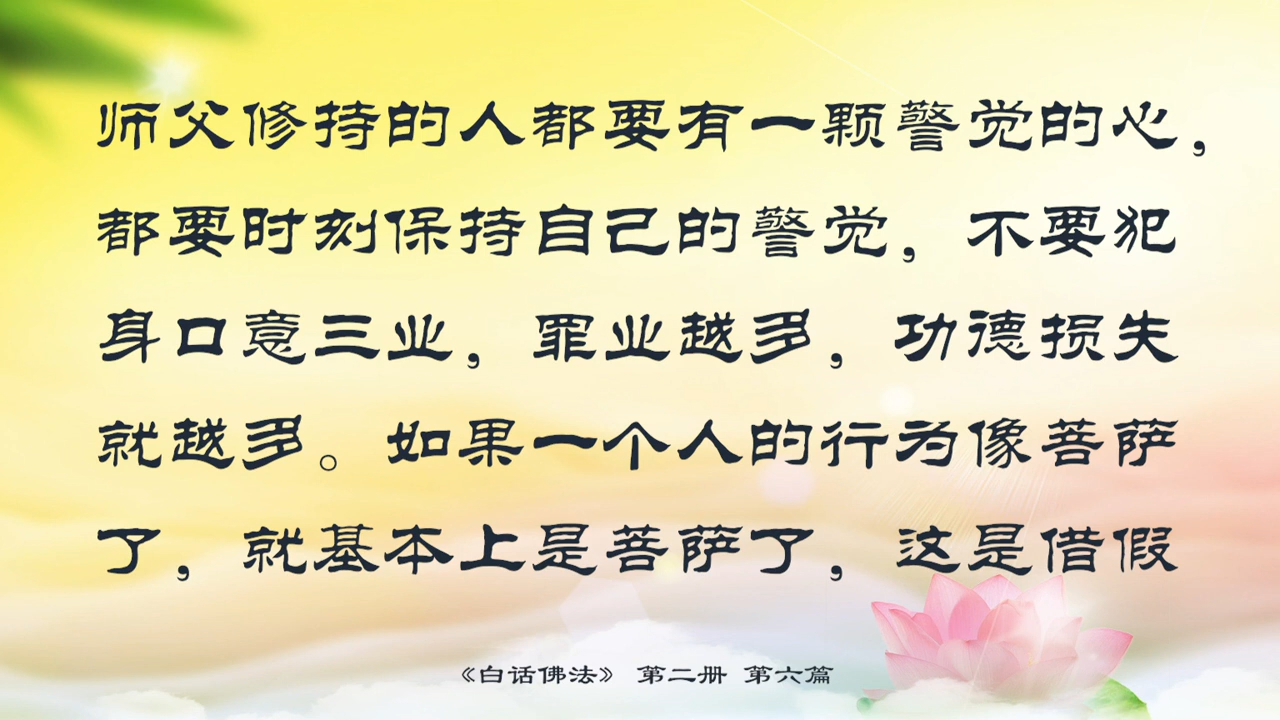 师父修持的人都要有一颗警觉的心，
都要时刻保持自己的警觉，不要犯
身口意三业，罪业越多，功德损失
就越多。如果一个人的行为像菩萨
了，就基本上是菩萨了，这是借假
《白话佛法》 第二册 第六篇